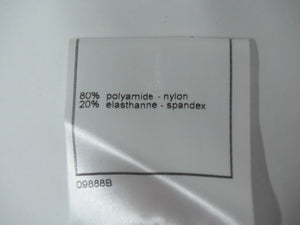 80% polyamide - nylon
20% elasthanne - spandex
09888B